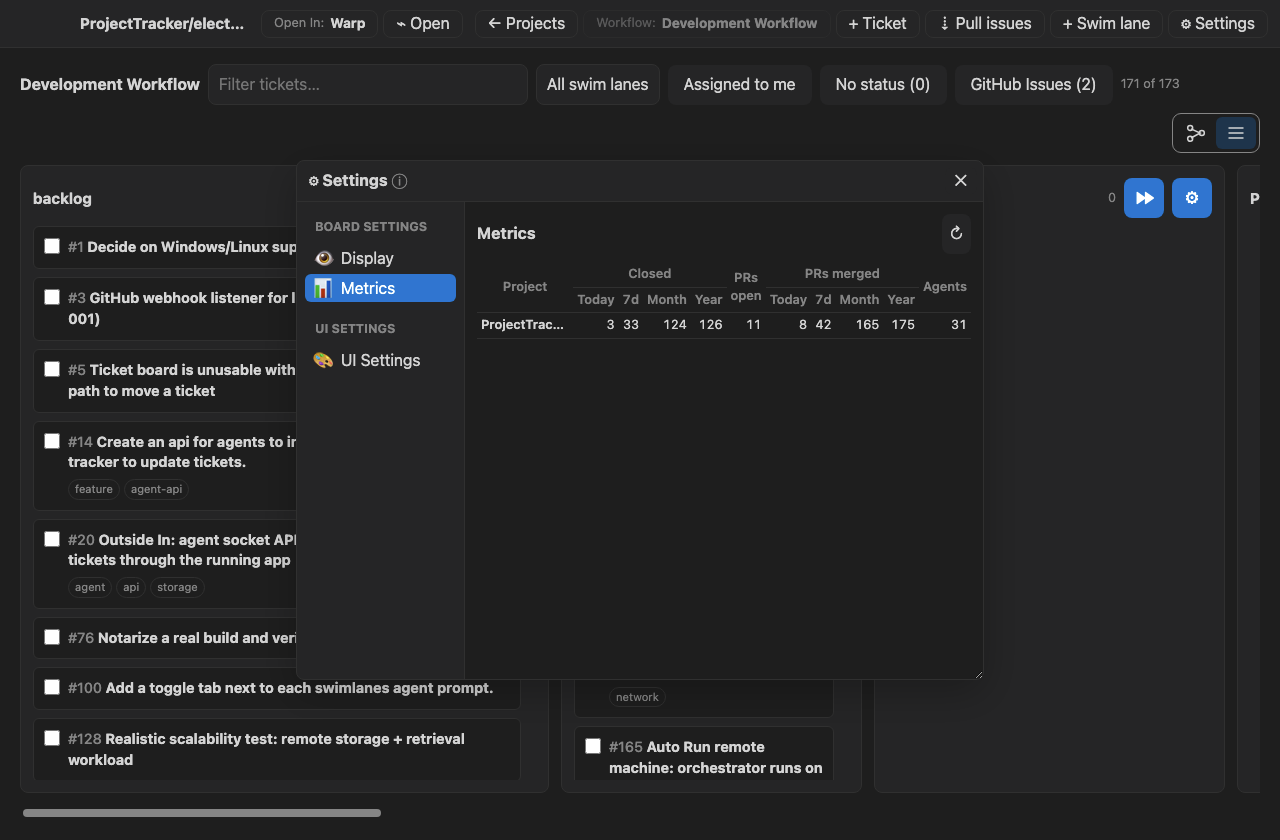 ProjectTracker/elect... Open In: Warp ⌁ Open ← Projects Workflow: Development Workflow + Ticket ⇣ Pull issues + Swim lane ⚙ Settings
Development Workflow Filter tickets... All swim lanes Assigned to me No status (0) GitHub Issues (2) 171 of 173
⚙ Settings ⓘ ✕
BOARD SETTINGS
👁️ Display
📊 Metrics
UI SETTINGS
🎨 UI Settings
Metrics ↻
Project Closed PRs open PRs merged Agents
Today 7d Month Year Today 7d Month Year
ProjectTrac... 3 33 124 126 11 8 42 165 175 31
backlog
#1 Decide on Windows/Linux sup
#3 GitHub webhook listener for
001)
#5 Ticket board is unusable with
path to move a ticket
#14 Create an api for agents to
tracker to update tickets.
feature agent-api
#20 Outside In: agent socket API
tickets through the running app
agent api storage
#76 Notarize a real build and veri
#100 Add a toggle tab next to each swimlanes agent prompt.
#128 Realistic scalability test: remote storage + retrieval
workload
network
#165 Auto Run remote
machine: orchestrator runs on
0
P